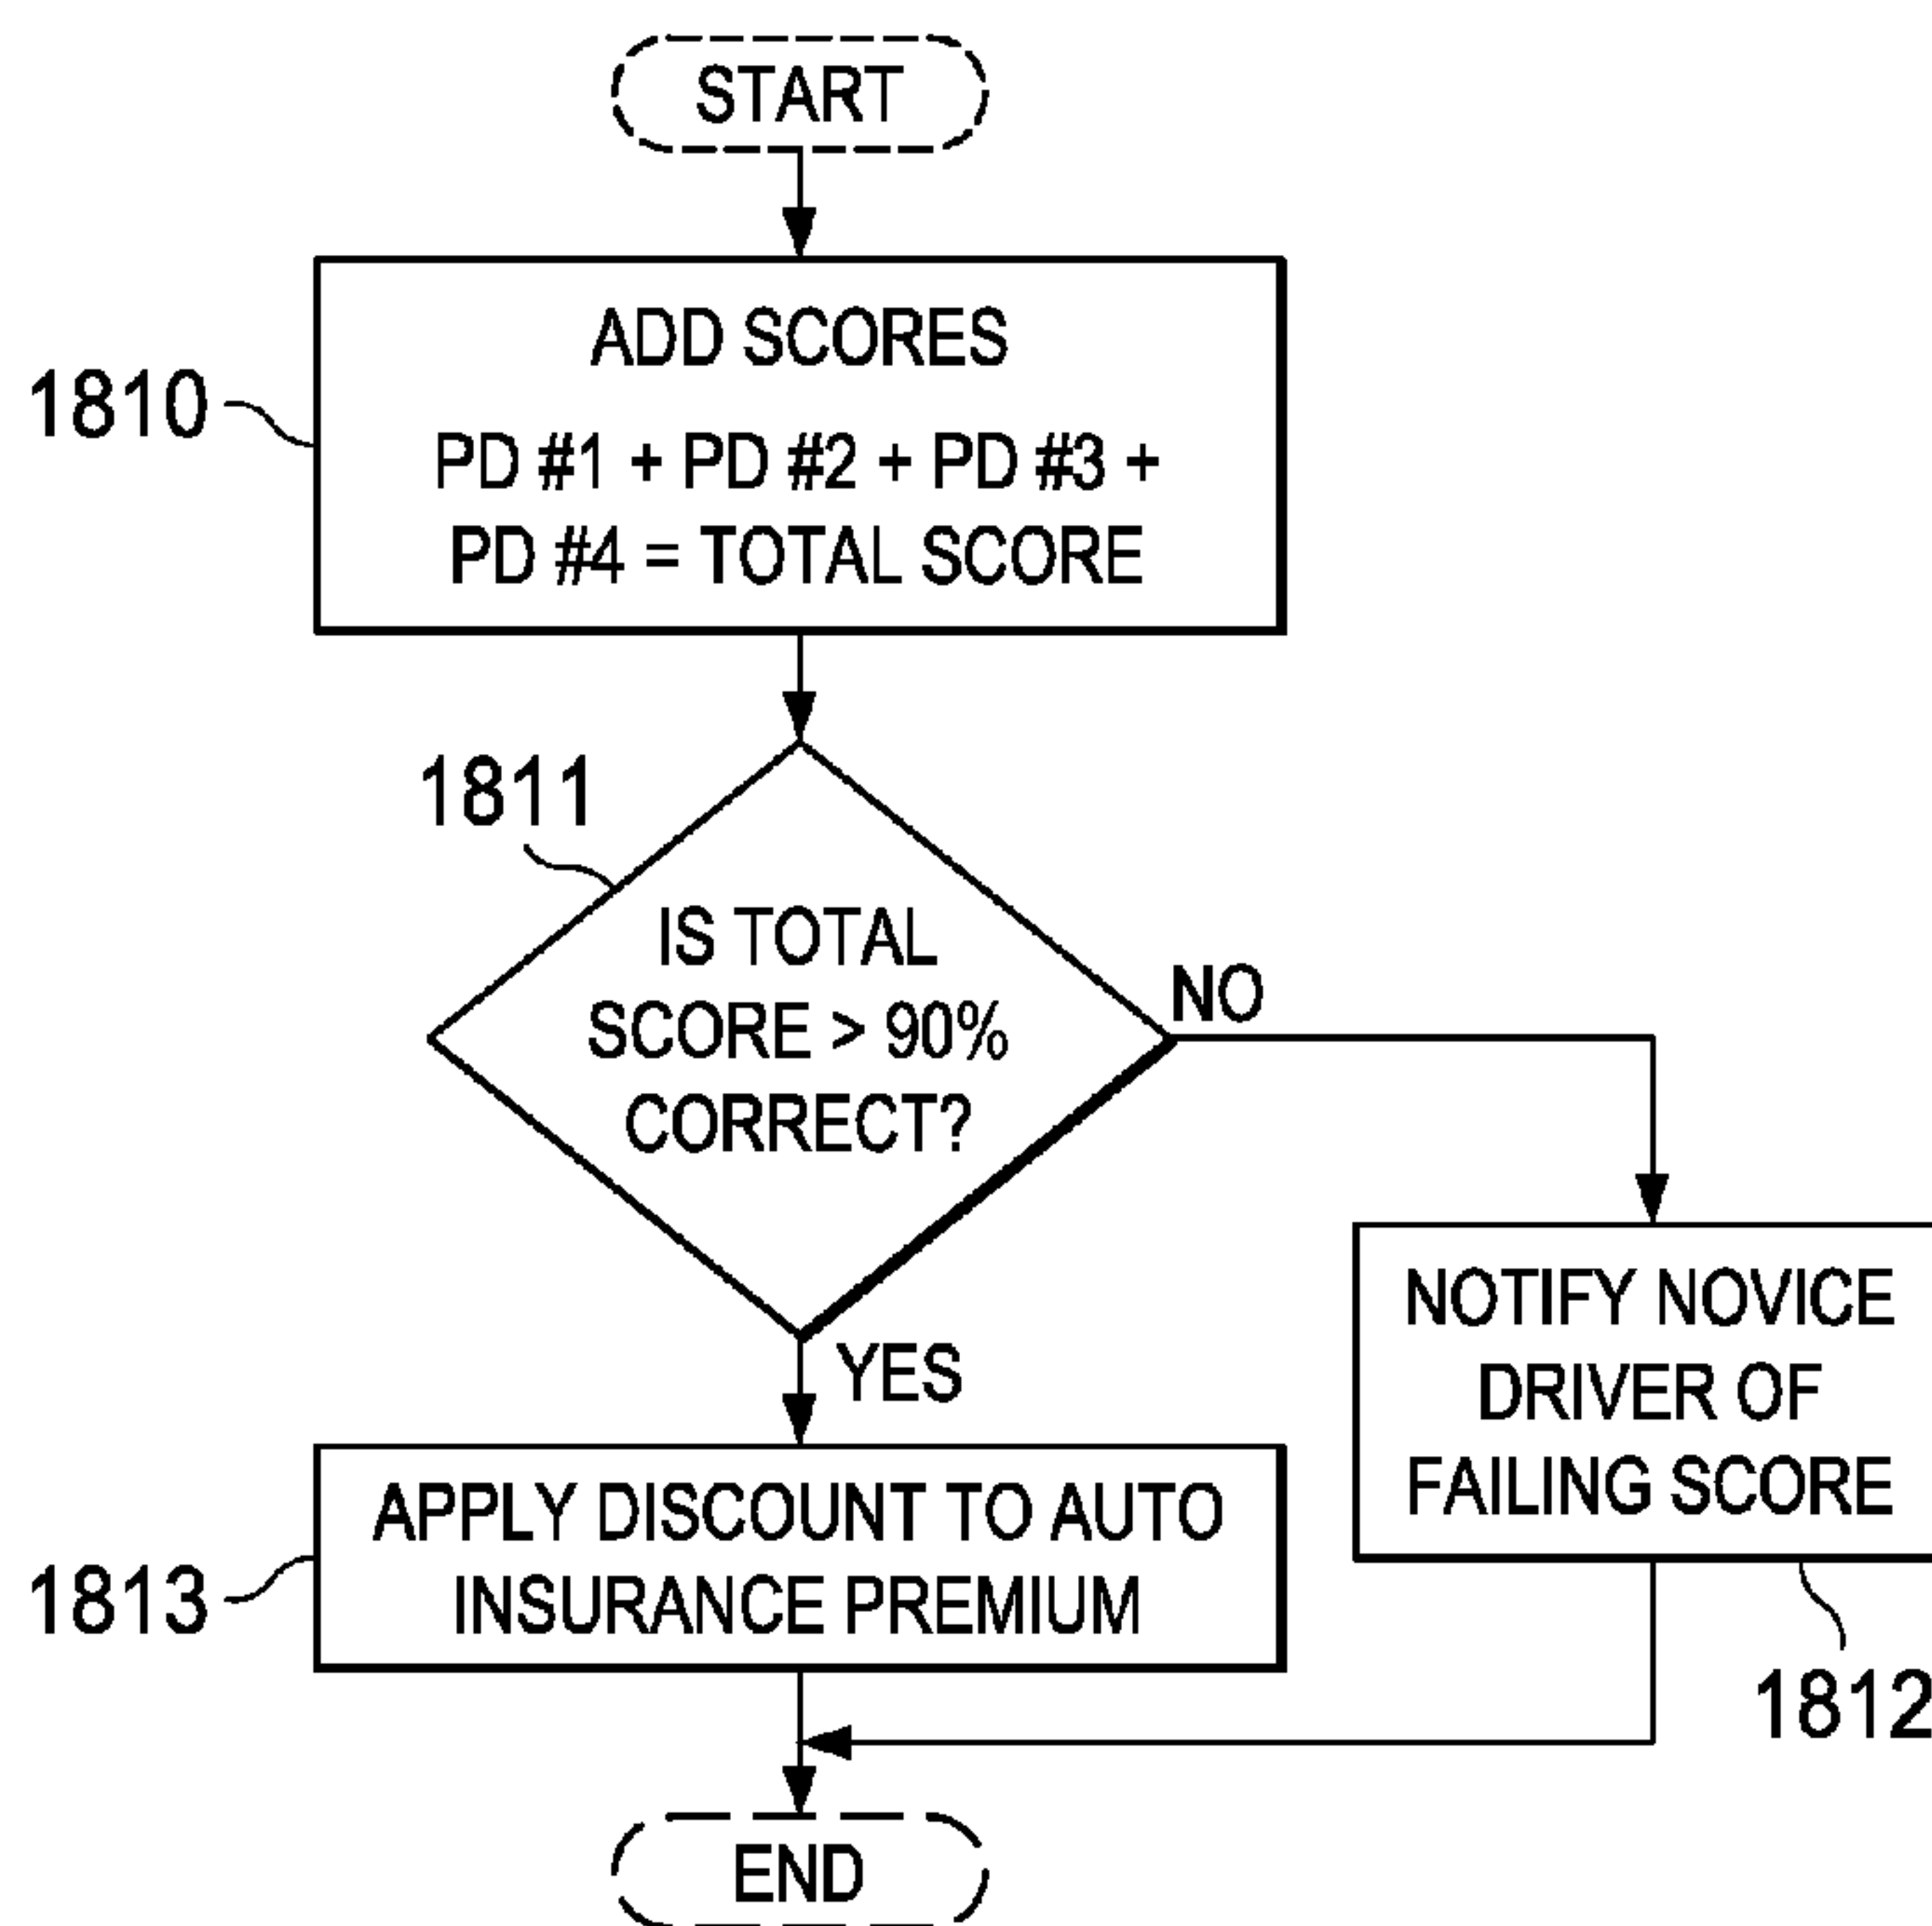 START
1810
ADD SCORES
PD #1 + PD #2 + PD #3 +
PD #4 = TOTAL SCORE
1811
IS TOTAL
SCORE > 90%
CORRECT?
NO
YES
NOTIFY NOVICE
DRIVER OF
FAILING SCORE
1812
1813
APPLY DISCOUNT TO AUTO
INSURANCE PREMIUM
END